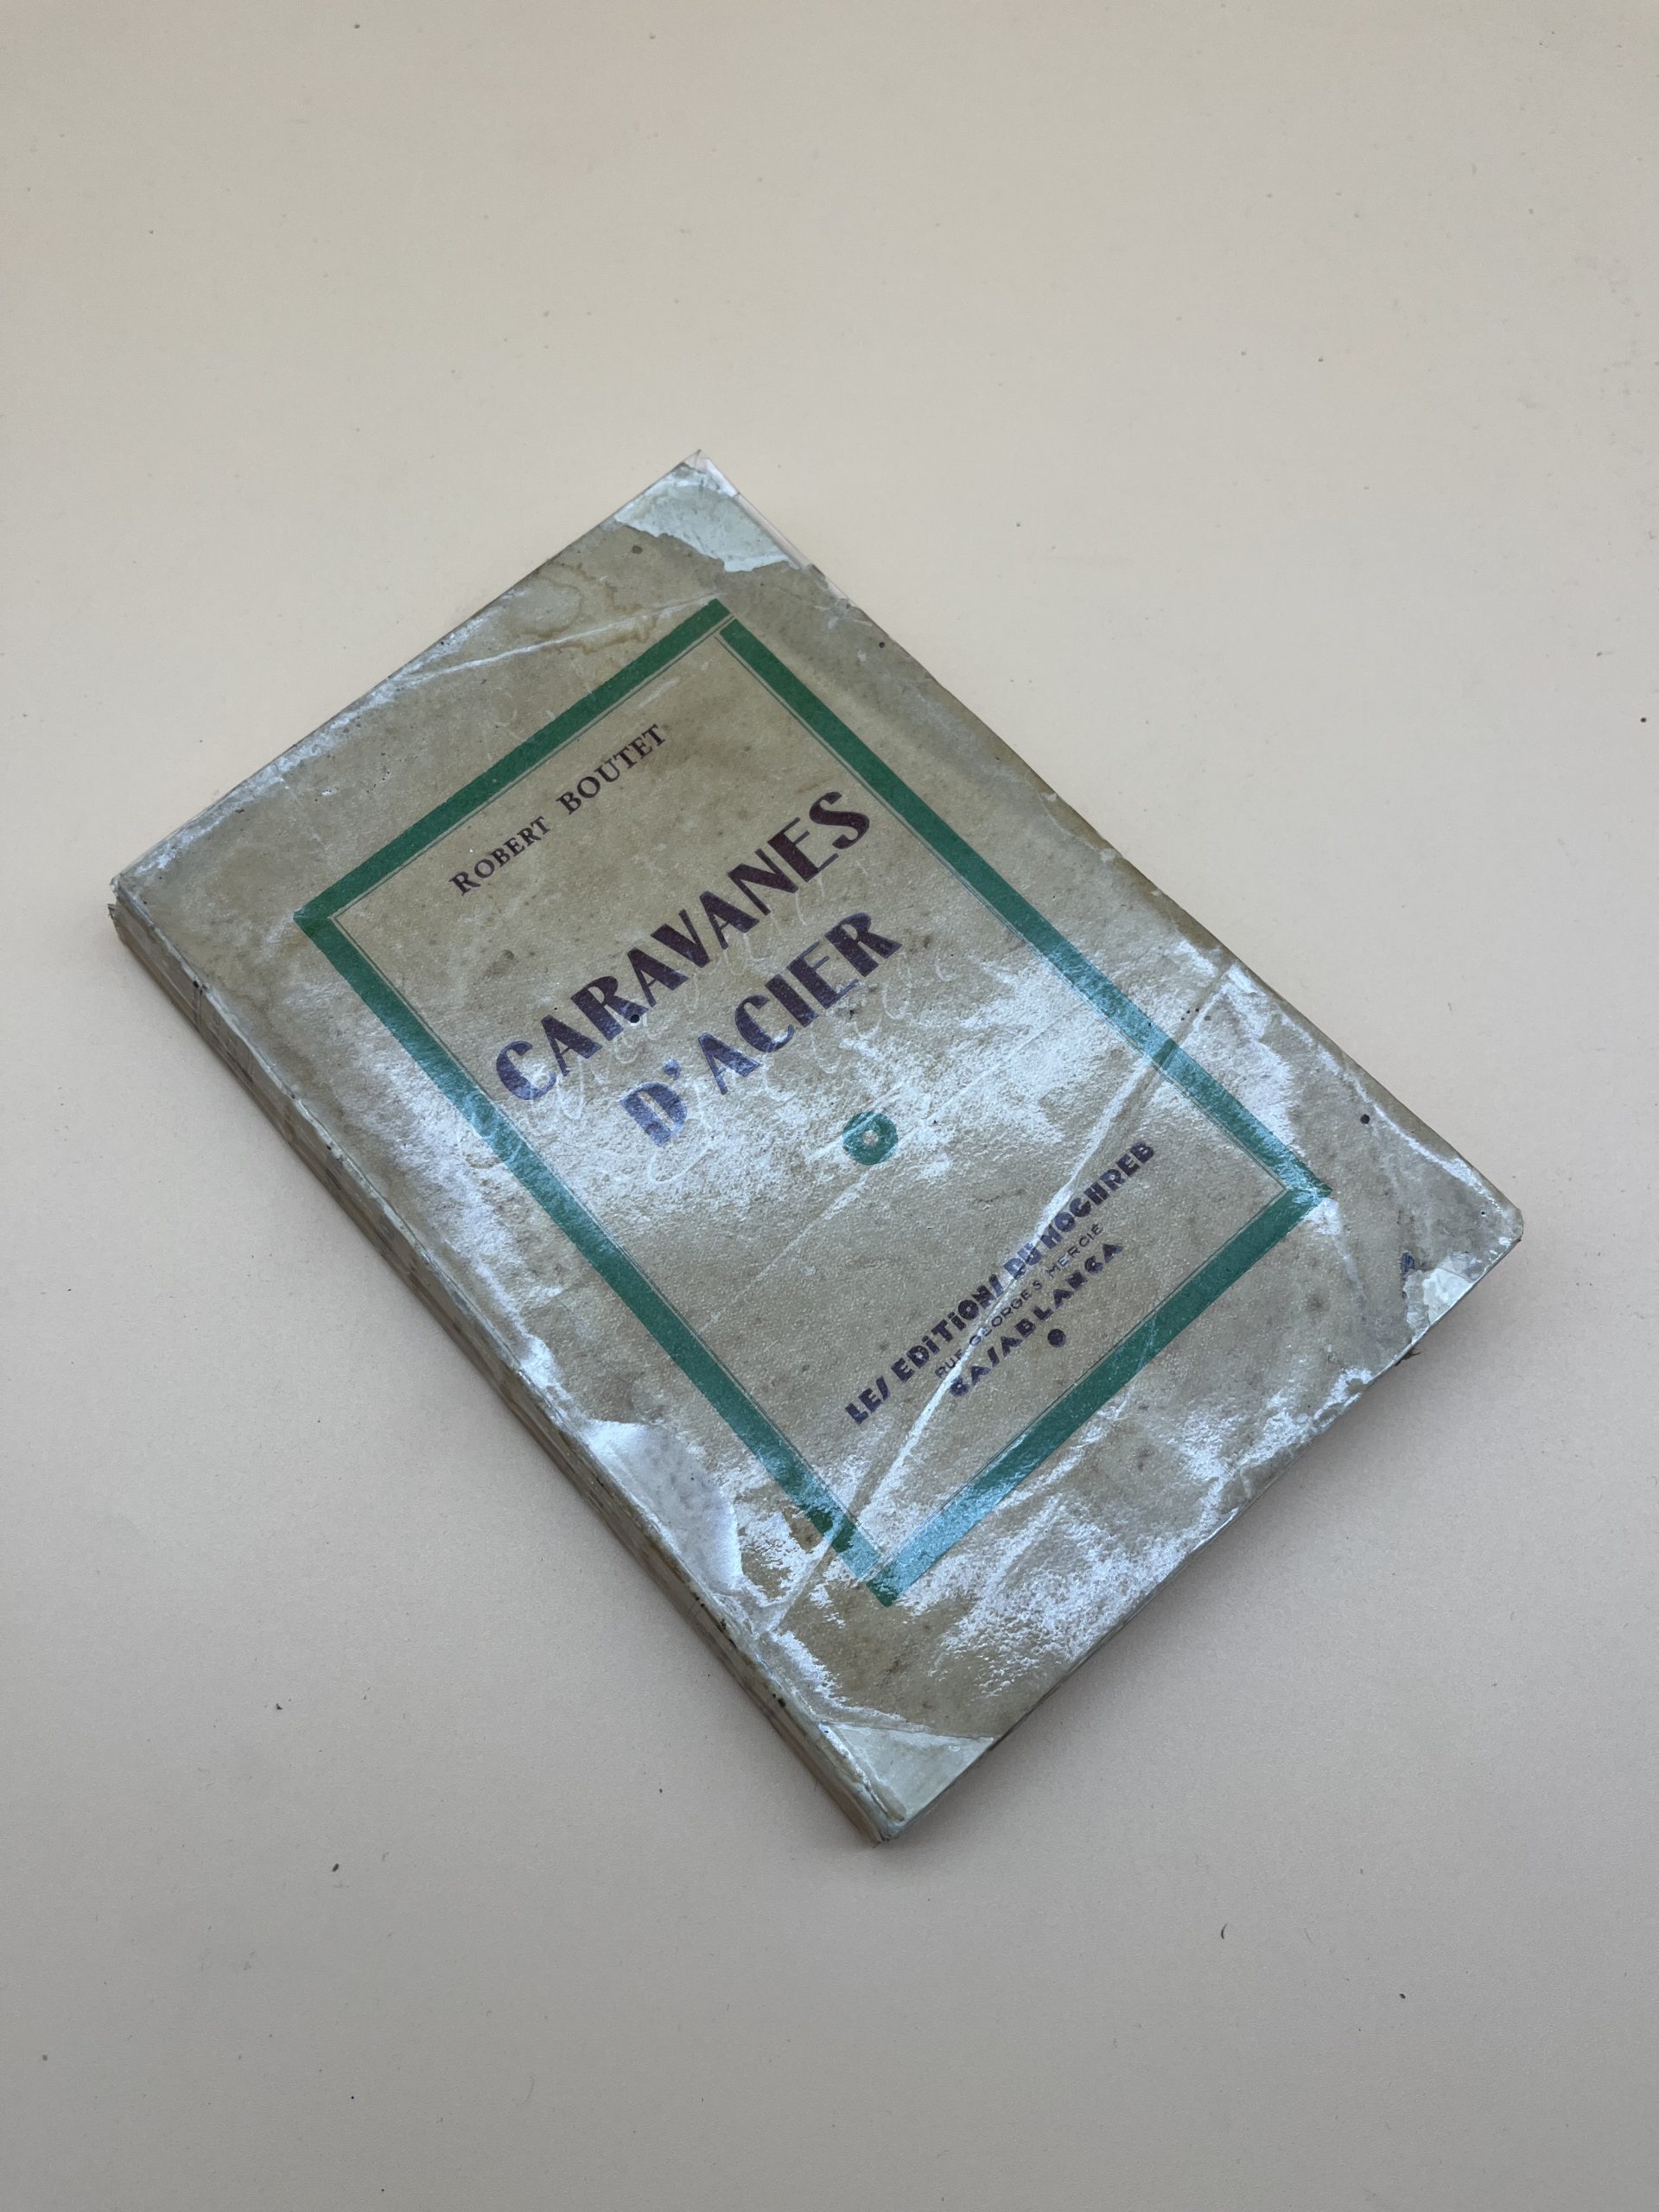 ROBERT BOUTET
CARAVANES
D'ACIER
LES EDITIONS DU MOGHREB
RUE GEORGES MERCIÉ
CASABLANCA